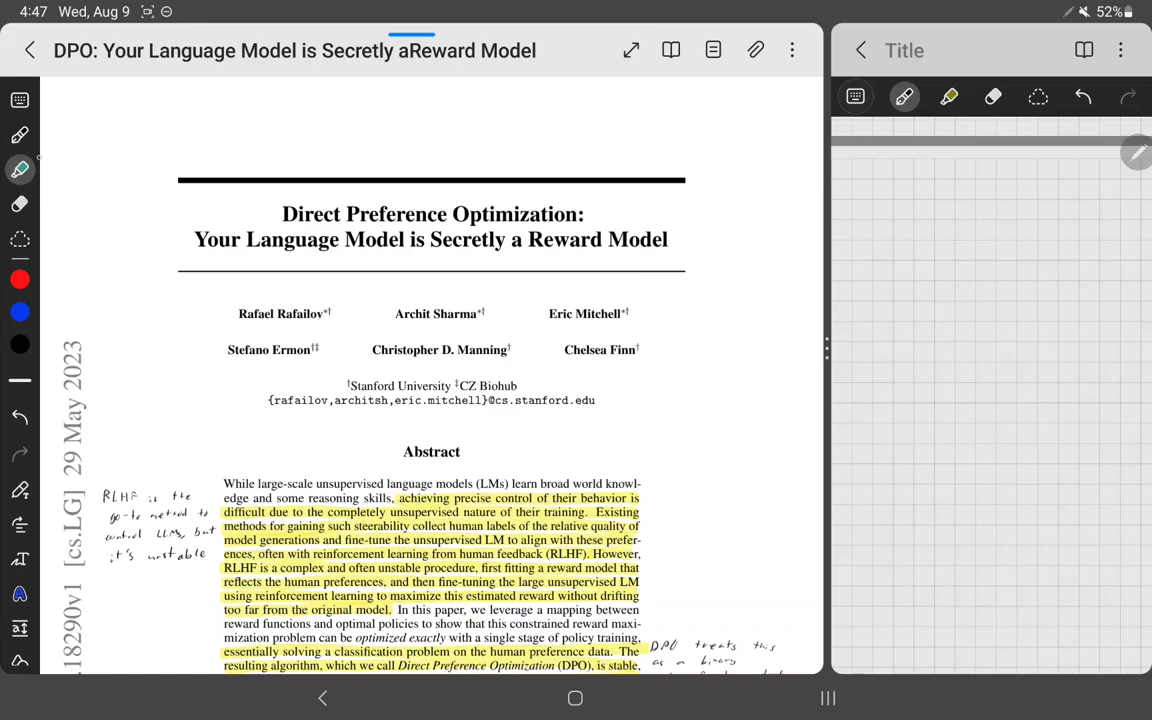 4:47 Wed, Aug 9
52%
DPO: Your Language Model is Secretly aReward Model
Title
Direct Preference Optimization:
Your Language Model is Secretly a Reward Model
Rafael Rafailov*† Archit Sharma*† Eric Mitchell*†
Stefano Ermon†‡ Christopher D. Manning† Chelsea Finn†
†Stanford University ‡CZ Biohub
{rafailov,architsh,eric.mitchell}@cs.stanford.edu
Abstract
While large-scale unsupervised language models (LMs) learn broad world knowl-
edge and some reasoning skills, achieving precise control of their behavior is
difficult due to the completely unsupervised nature of their training. Existing
methods for gaining such steerability collect human labels of the relative quality of
model generations and fine-tune the unsupervised LM to align with these prefer-
ences, often with reinforcement learning from human feedback (RLHF). However,
RLHF is a complex and often unstable procedure, first fitting a reward model that
reflects the human preferences, and then fine-tuning the large unsupervised LM
using reinforcement learning to maximize this estimated reward without drifting
too far from the original model. In this paper, we leverage a mapping between
reward functions and optimal policies to show that this constrained reward maxi-
mization problem can be optimized exactly with a single stage of policy training,
essentially solving a classification problem on the human preference data. The
resulting algorithm, which we call Direct Preference Optimization (DPO), is stable,
RLHF is the
go-to method to
control LLMs, but
it's unstable
DPO treats this
as a binary
18290v1 [cs.LG] 29 May 2023